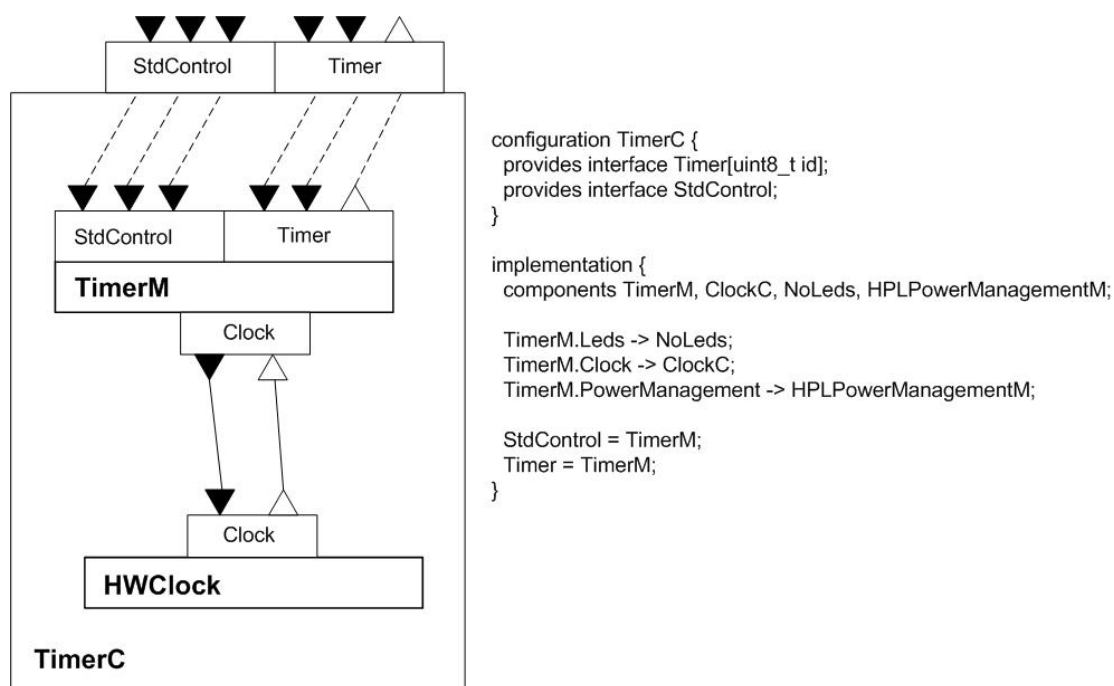 StdControl
Timer
StdControl
Timer
TimerM
Clock
Clock
HWClock
TimerC
configuration TimerC {
provides interface Timer[uint8_t id];
provides interface StdControl;
}
implementation {
components TimerM, ClockC, NoLeds, HPLPowerManagementM;
TimerM.Leds -> NoLeds;
TimerM.Clock -> ClockC;
TimerM.PowerManagement -> HPLPowerManagementM;
StdControl = TimerM;
Timer = TimerM;
}